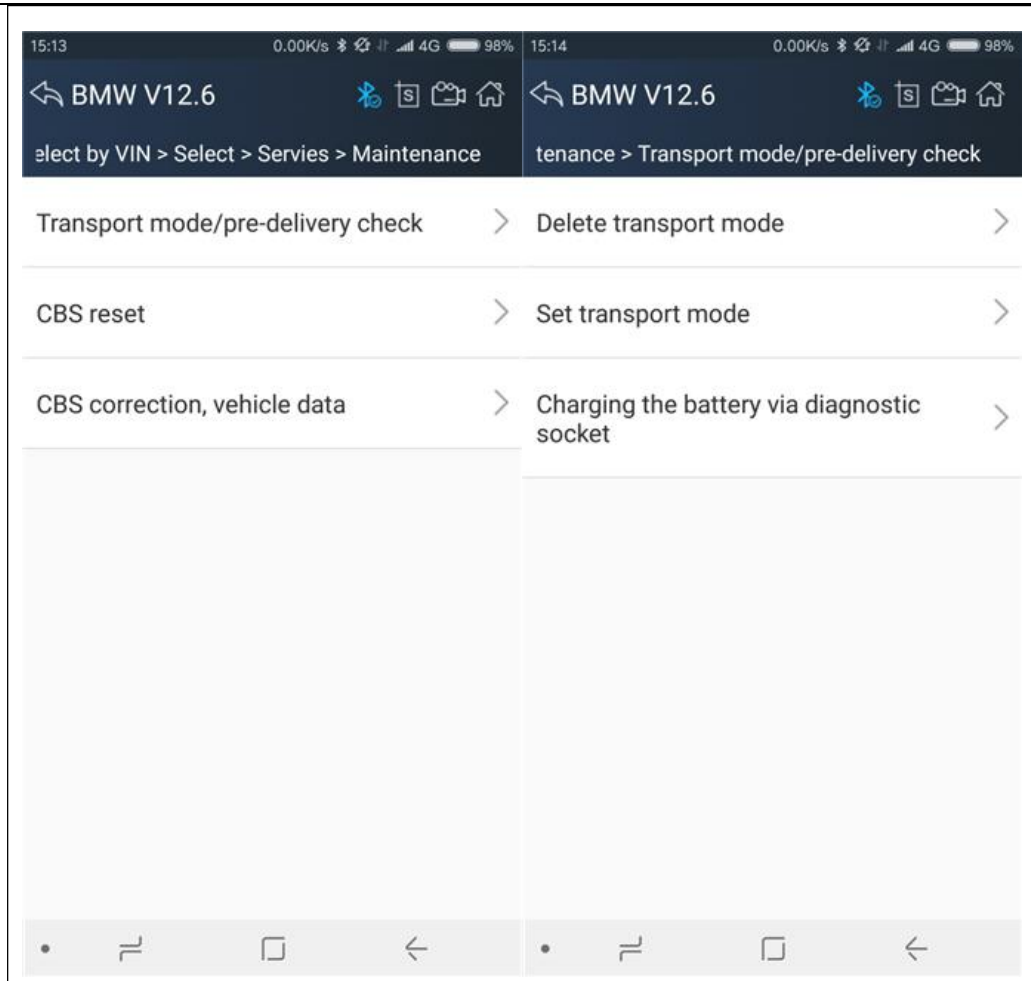 15:13 0.00K/s 4G 98%
BMW V12.6
elect by VIN > Select > Servies > Maintenance
Transport mode/pre-delivery check
CBS reset
CBS correction, vehicle data
15:14 0.00K/s 4G 98%
BMW V12.6
tenance > Transport mode/pre-delivery check
Delete transport mode
Set transport mode
Charging the battery via diagnostic
socket